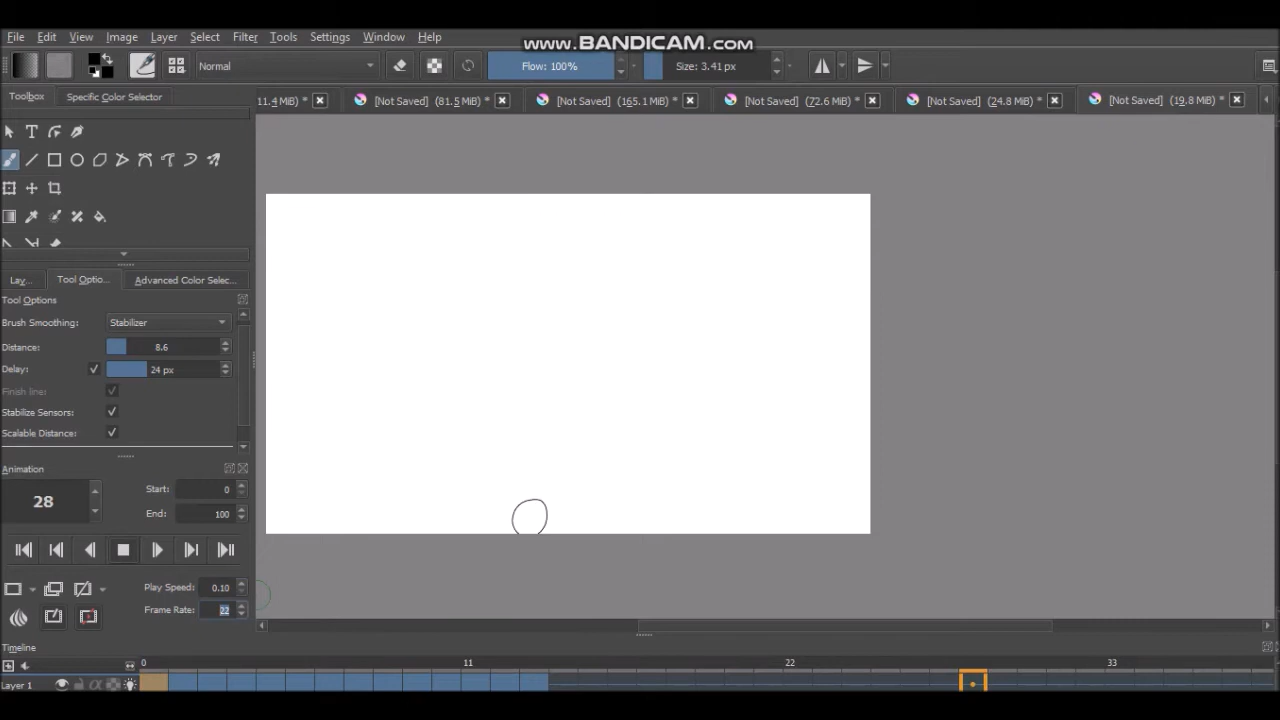 www.BANDICAM.com
File Edit View Image Layer Select Filter Tools Settings Window Help
Normal Flow: 100% Size: 3.41 px
Toolbox Specific Color Selector
11.4 MiB) * [Not Saved] (81.5 MiB) * [Not Saved] (165.1 MiB) * [Not Saved] (72.6 MiB) * [Not Saved] (24.8 MiB) * [Not Saved] (19.8 MiB) *
Lay... Tool Optio... Advanced Color Selec...
Tool Options
Brush Smoothing: Stabilizer
Distance: 8.6
Delay: 24 px
Finish line:
Stabilize Sensors:
Scalable Distance:
Animation
28
Start: 0
End: 100
Play Speed: 0.10
Frame Rate: 22
Timeline
0 11 22 33
Layer 1